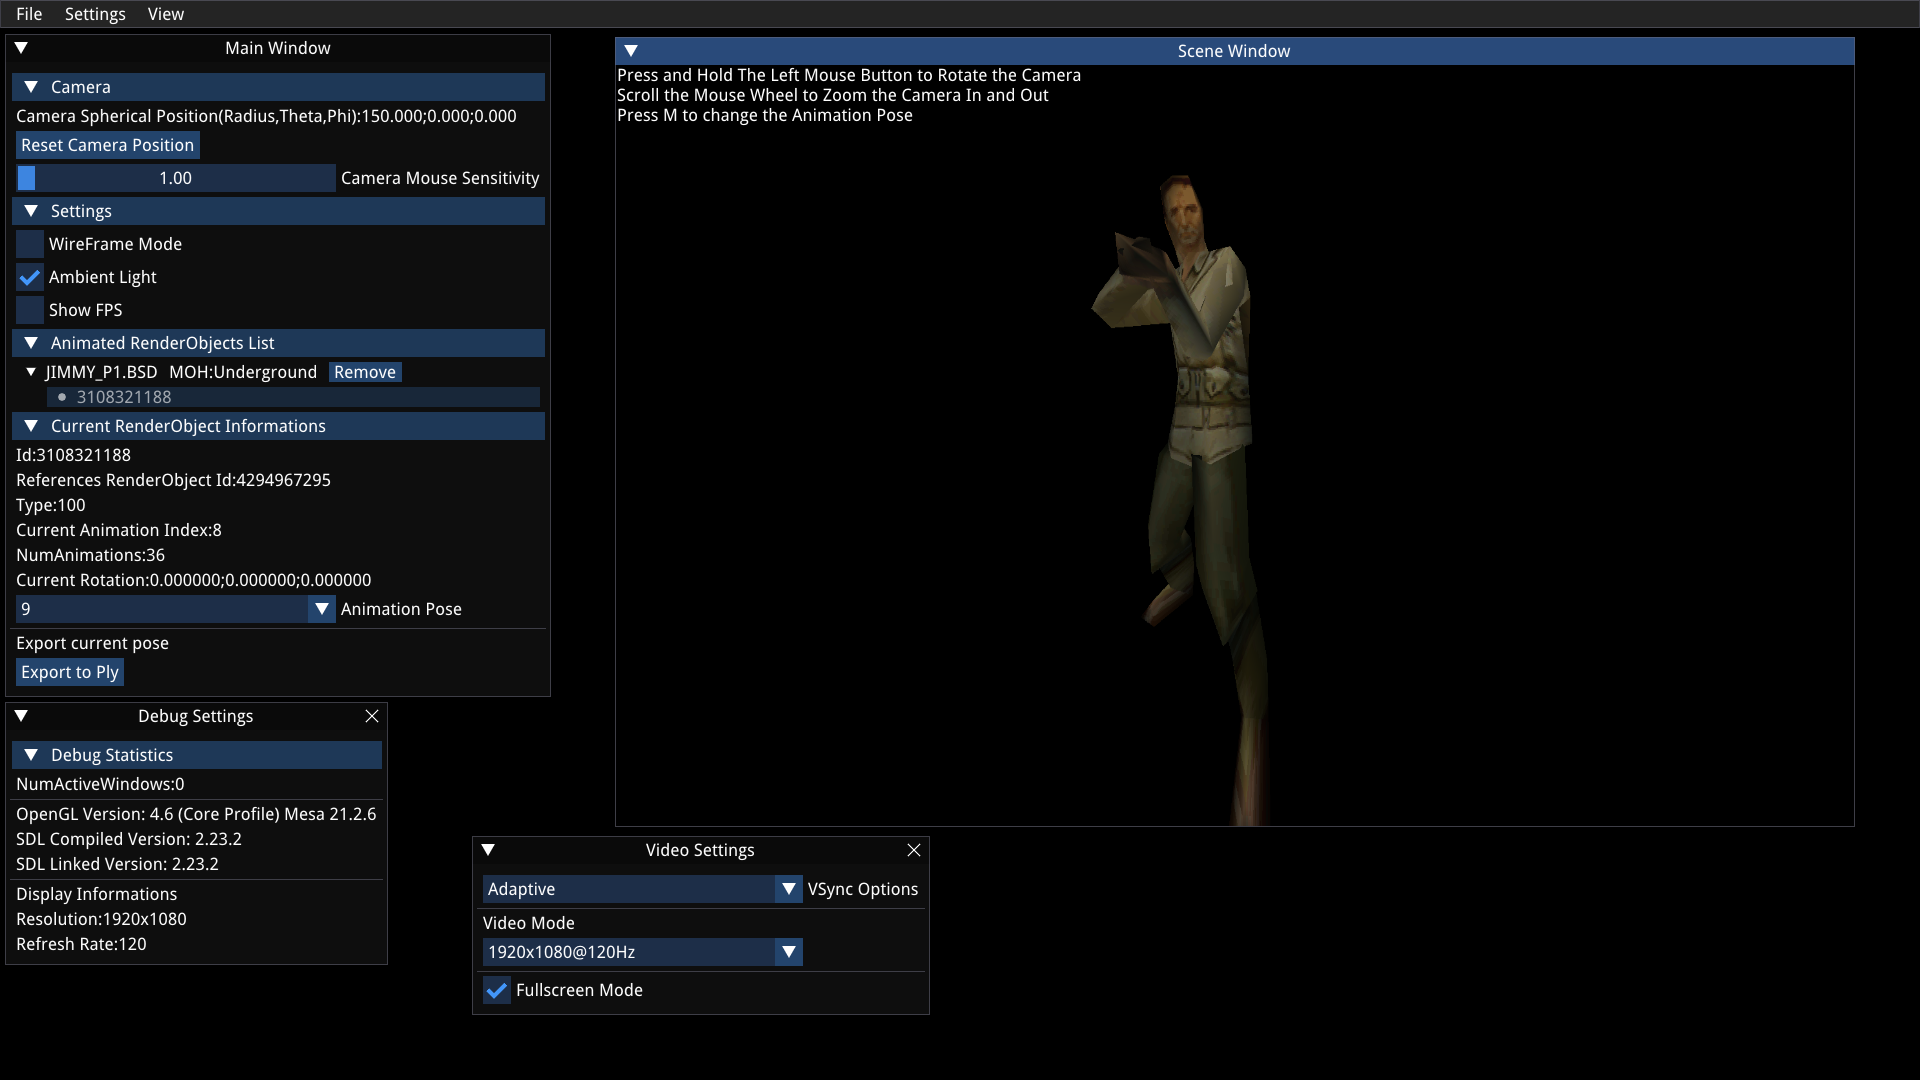 File Settings View
Main Window
Camera
Camera Spherical Position(Radius,Theta,Phi):150.000;0.000;0.000
Reset Camera Position
1.00 Camera Mouse Sensitivity
Settings
WireFrame Mode
Ambient Light
Show FPS
Animated RenderObjects List
JIMMY_P1.BSD MOH:Underground Remove
3108321188
Current RenderObject Informations
Id:3108321188
References RenderObject Id:4294967295
Type:100
Current Animation Index:8
NumAnimations:36
Current Rotation:0.000000;0.000000;0.000000
9 Animation Pose
Export current pose
Export to Ply
Scene Window
Press and Hold The Left Mouse Button to Rotate the Camera
Scroll the Mouse Wheel to Zoom the Camera In and Out
Press M to change the Animation Pose
Debug Settings
Debug Statistics
NumActiveWindows:0
OpenGL Version: 4.6 (Core Profile) Mesa 21.2.6
SDL Compiled Version: 2.23.2
SDL Linked Version: 2.23.2
Display Informations
Resolution:1920x1080
Refresh Rate:120
Video Settings
Adaptive VSync Options
Video Mode
1920x1080@120Hz
Fullscreen Mode